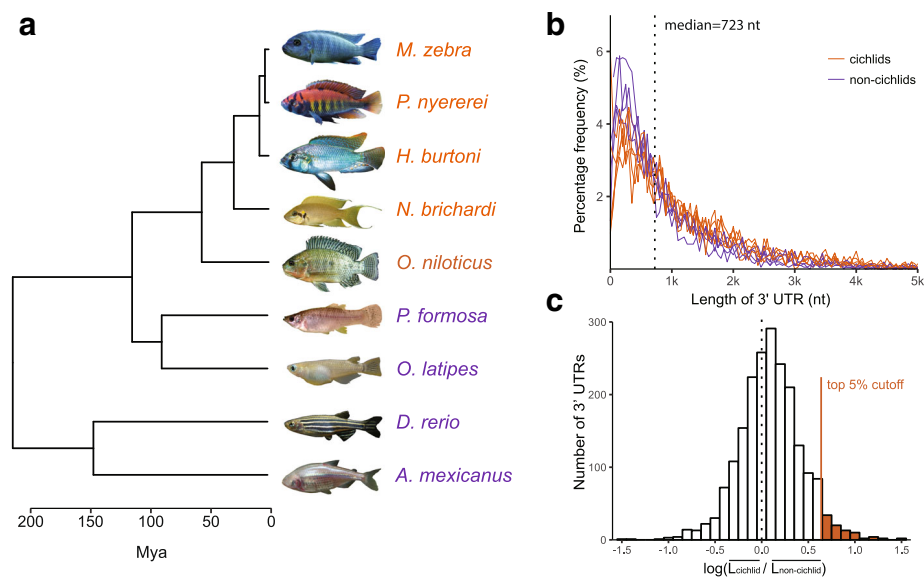 a
M. zebra
P. nyererei
H. burtoni
N. brichardi
O. niloticus
P. formosa
O. latipes
D. rerio
A. mexicanus
200 150 100 50 0
Mya
b
median=723 nt
cichlids
non-cichlids
Percentage frequency (%)
6
4
2
0 1k 2k 3k 4k 5k
Length of 3' UTR (nt)
c
Number of 3' UTRs
300
200
100
0
top 5% cutoff
-1.5 -1.0 -0.5 0.0 0.5 1.0 1.5
log(Lcichlid / Lnon-cichlid)